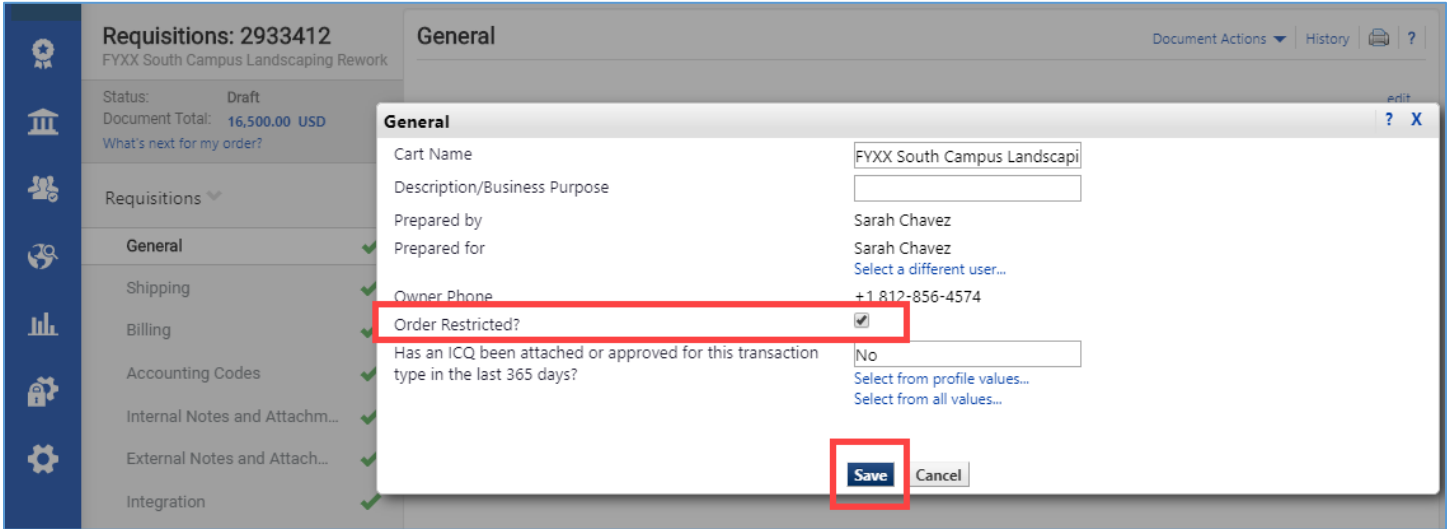 Requisitions: 2933412
FYXX South Campus Landscaping Rework
Status: Draft
Document Total: 16,500.00 USD
What's next for my order?
Requisitions
General
Shipping
Billing
Accounting Codes
Internal Notes and Attachm...
External Notes and Attach...
Integration
General
Document Actions History ?
edit
General ? X
Cart Name FYXX South Campus Landscapi
Description/Business Purpose
Prepared by Sarah Chavez
Prepared for Sarah Chavez
Select a different user...
Owner Phone +1 812-856-4574
Order Restricted?
Has an ICQ been attached or approved for this transaction No
type in the last 365 days?
Select from profile values...
Select from all values...
Save Cancel